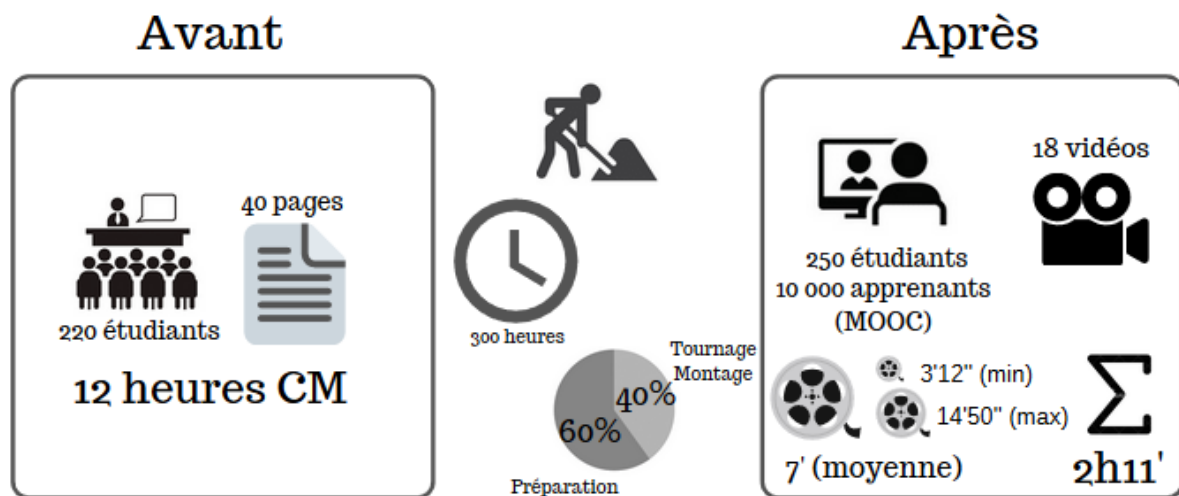 Avant
40 pages
220 étudiants
12 heures CM
300 heures
Tournage
Montage
40%
60%
Préparation
Après
18 vidéos
250 étudiants
10 000 apprenants
(MOOC)
3'12" (min)
14'50" (max)
7' (moyenne)
Σ
2h11'